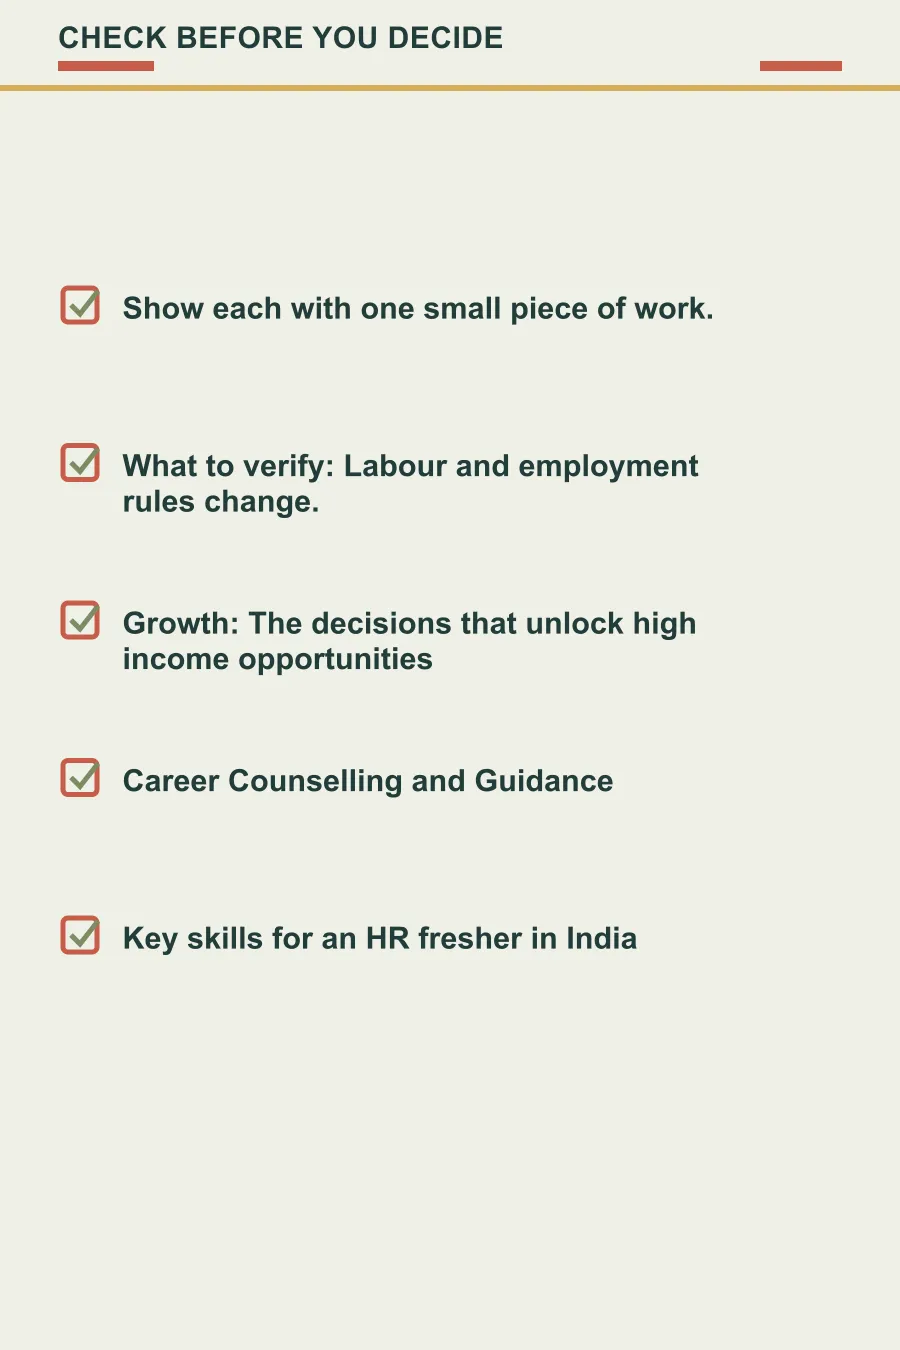 CHECK BEFORE YOU DECIDE
Show each with one small piece of work.
What to verify: Labour and employment
rules change.
Growth: The decisions that unlock high
income opportunities
Career Counselling and Guidance
Key skills for an HR fresher in India